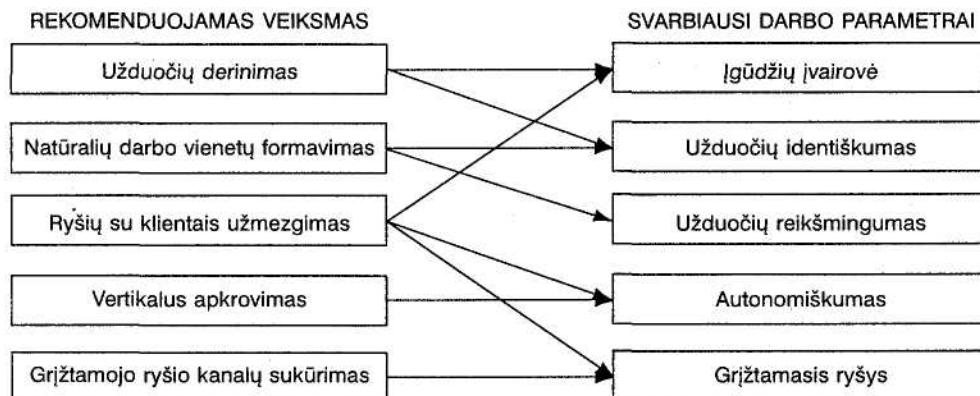 REKOMENDUOJAMAS VEIKSMAS
SVARBIAUSI DARBO PARAMETRAI
Užduočių derinimas
Įgūdžių įvairovė
Natūralių darbo vienetų formavimas
Užduočių identiškumas
Ryšių su klientais užmezgimas
Užduočių reikšmingumas
Vertikalus apkrovimas
Autonomiškumas
Grįžtamojo ryšio kanalų sukūrimas
Grįžtamasis ryšys